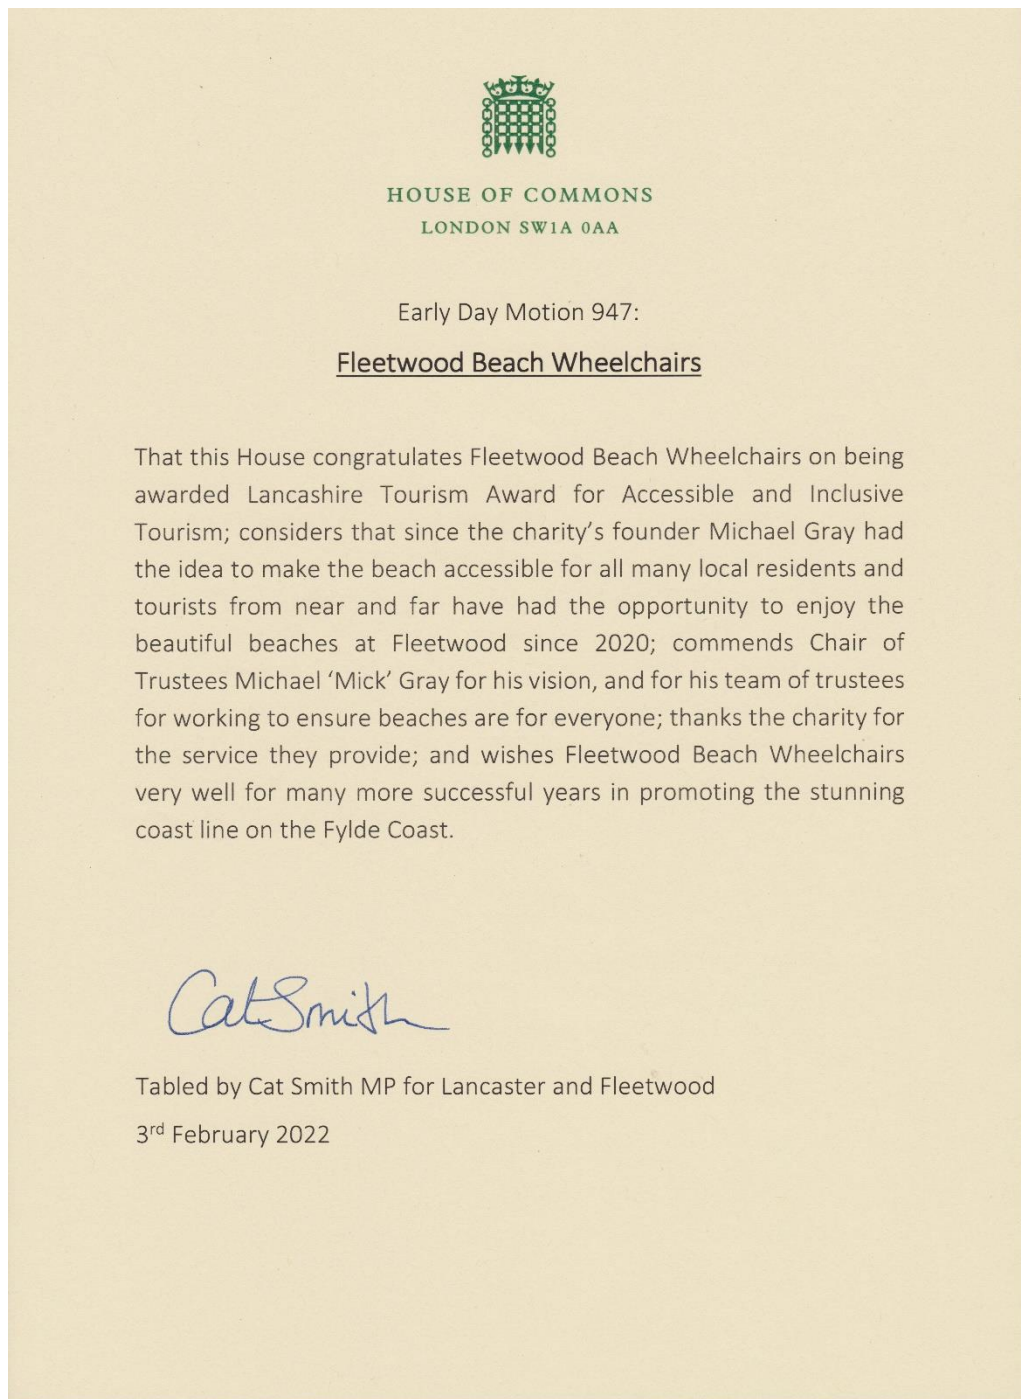 HOUSE OF COMMONS
LONDON SW1A 0AA
Early Day Motion 947:
Fleetwood Beach Wheelchairs
That this House congratulates Fleetwood Beach Wheelchairs on being
awarded Lancashire Tourism Award for Accessible and Inclusive
Tourism; considers that since the charity’s founder Michael Gray had
the idea to make the beach accessible for all many local residents and
tourists from near and far have had the opportunity to enjoy the
beautiful beaches at Fleetwood since 2020; commends Chair of
Trustees Michael ‘Mick’ Gray for his vision, and for his team of trustees
for working to ensure beaches are for everyone; thanks the charity for
the service they provide; and wishes Fleetwood Beach Wheelchairs
very well for many more successful years in promoting the stunning
coast line on the Fylde Coast.
Cat Smith
Tabled by Cat Smith MP for Lancaster and Fleetwood
3rd February 2022